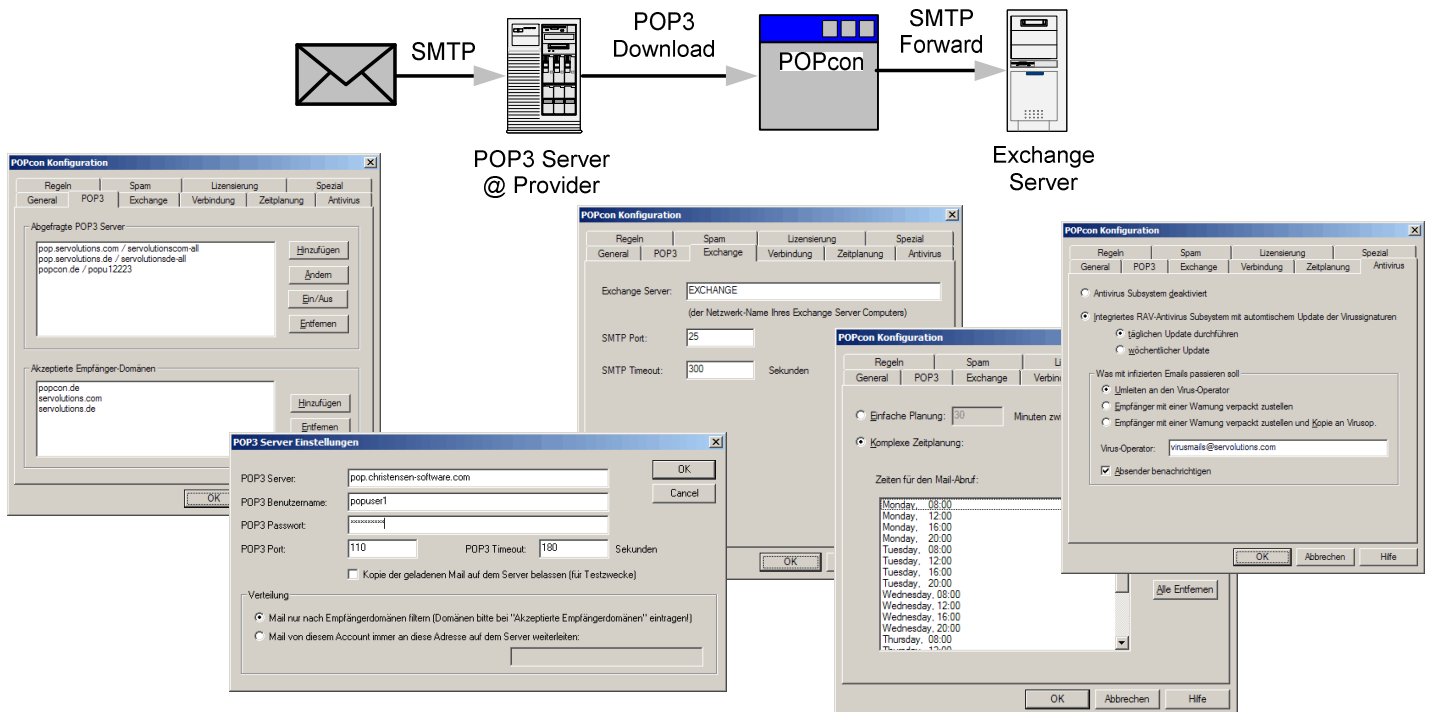 SMTP
POP3
Download
SMTP
Forward
POPcon
POP3 Server
@ Provider
Exchange
Server
POPcon Konfiguration
Regeln Spam Lizensierung Spezial
General POP3 Exchange Verbindung Zeitplanung Antivirus
Abgefragte POP3 Server
pop.servolutions.com / servolutionscom-all
pop.servolutions.de / servolutionsde-all
popcon.de / popu12223
Hinzufügen
Ändern
Ein/Aus
Entfernen
Akzeptierte Empfänger-Domänen
popcon.de
servolutions.com
servolutions.de
Hinzufügen
Entfernen
OK
POP3 Server Einstellungen
POP3 Server: pop.christensen-software.com
POP3 Benutzername: popuser1
POP3 Passwort: xxxxxxxxxx
POP3 Port: 110 POP3 Timeout: 180 Sekunden
Kopie der geladenen Mail auf dem Server belassen (für Testzwecke)
OK
Cancel
Verteilung
Mail nur nach Empfängerdomänen filtern (Domänen bitte bei "Akzeptierte Empfängerdomänen" eintragen!)
Mail von diesem Account immer an diese Adresse auf dem Server weiterleiten:
POPcon Konfiguration
Regeln Spam Lizensierung Spezial
General POP3 Exchange Verbindung Zeitplanung Antivirus
Exchange Server: EXCHANGE
(der Netzwerk-Name Ihres Exchange Server Computers)
SMTP Port: 25
SMTP Timeout: 300 Sekunden
OK
POPcon Konfiguration
Regeln Spam
General POP3 Exchange
Einfache Planung: 30 Minuten
Komplexe Zeitplanung:
Zeiten für den Mail-Abruf:
Monday, 08:00
Monday, 12:00
Monday, 16:00
Monday, 20:00
Tuesday, 08:00
Tuesday, 12:00
Tuesday, 16:00
Tuesday, 20:00
Wednesday, 08:00
Wednesday, 12:00
Wednesday, 16:00
Wednesday, 20:00
Thursday, 08:00
Thursday, 12:00
Alle Entfernen
OK Abbrechen Hilfe
POPcon Konfiguration
Regeln Spam Lizensierung Spezial
General POP3 Exchange Verbindung Zeitplanung Antivirus
Antivirus Subsystem deaktiviert
Integriertes RAV-Antivirus Subsystem mit automtischem Update der Virussignaturen
täglichen Update durchführen
wöchentlicher Update
Was mit infizierten Emails passieren soll
Umleiten an den Virus-Operator
Empfänger mit einer Warnung verpackt zustellen
Empfänger mit einer Warnung verpackt zustellen und Kopie an Virusop.
Virus-Operator: virusmails@servolutions.com
Absender benachrichtigen
OK Abbrechen Hilfe